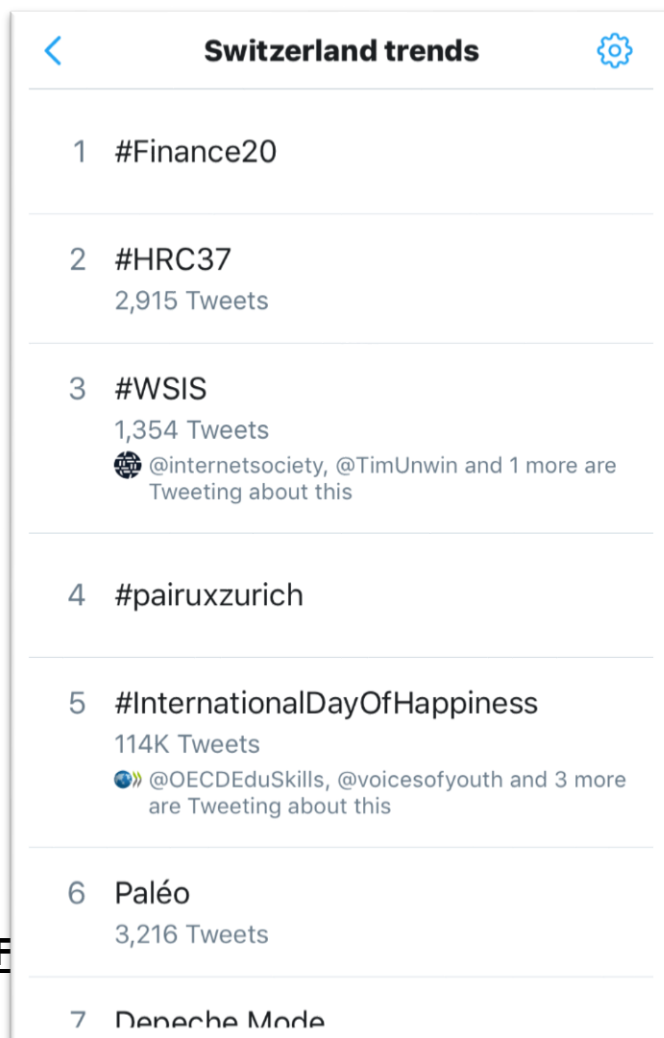 Switzerland trends
1 #Finance20
2 #HRC37
2,915 Tweets
3 #WSIS
1,354 Tweets
@internetsociety, @TimUnwin and 1 more are
Tweeting about this
4 #pairuxzurich
5 #InternationalDayOfHappiness
114K Tweets
@OECDEduSkills, @voicesofyouth and 3 more
are Tweeting about this
6 Paléo
3,216 Tweets
F
7 Depeche Mode